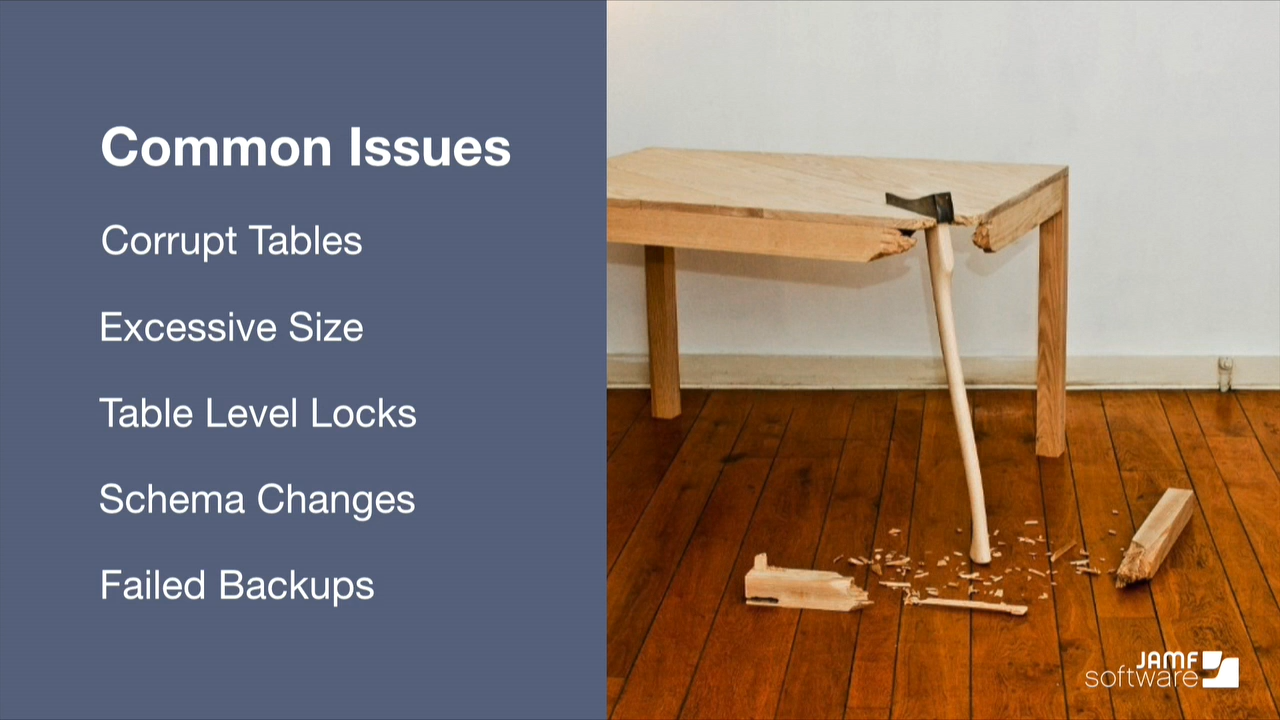 Common Issues
Corrupt Tables
Excessive Size
Table Level Locks
Schema Changes
Failed Backups
JAMF
software